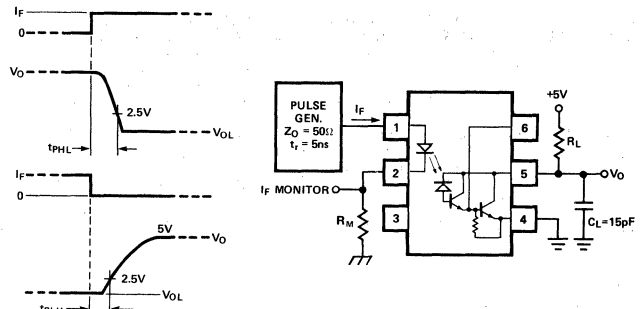 IF
0
VO
2.5V
VOL
tPHL
IF
0
5V
VO
2.5V
VOL
tPLH
PULSE
GEN.
ZO = 50Ω
tr = 5ns
IF
1
2
3
6
5
4
IF MONITOR
RM
+5V
RL
VO
CL=15pF